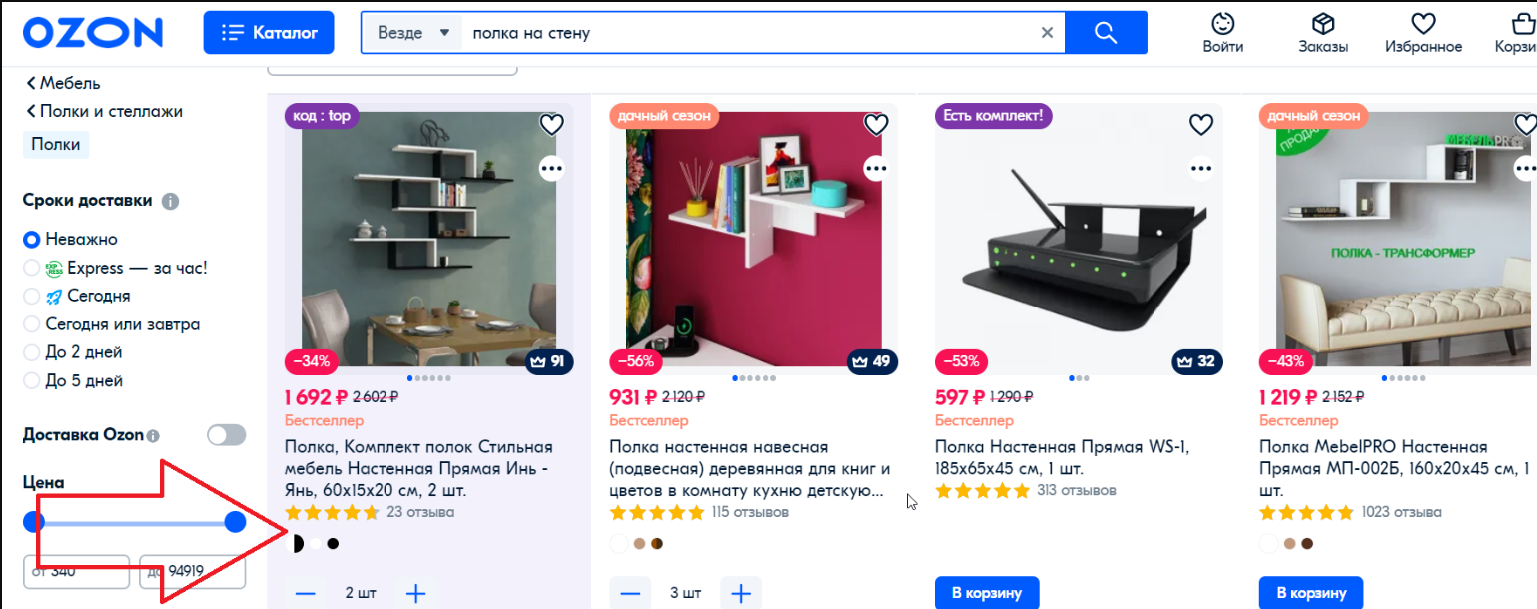 OZON
Каталог
Везде
полка на стену
Войти
Заказы
Избранное
Корзи
Мебель
Полки и стеллажи
Полки
Сроки доставки
Неважно
EXPRESS Express — за час!
Сегодня
Сегодня или завтра
До 2 дней
До 5 дней
Доставка Ozon
Цена
от 340
до 94919
код : top
−34%
91
1 692 ₽ 2 602 ₽
Бестселлер
Полка, Комплект полок Стильная
мебель Настенная Прямая Инь -
Янь, 60х15х20 см, 2 шт.
23 отзыва
2 шт
дачный сезон
−56%
49
931 ₽ 2 120 ₽
Бестселлер
Полка настенная навесная
(подвесная) деревянная для книг и
цветов в комнату кухню детскую...
115 отзывов
3 шт
Есть комплект!
−53%
32
597 ₽ 1 290 ₽
Бестселлер
Полка Настенная Прямая WS-1,
185х65х45 см, 1 шт.
313 отзывов
В корзину
дачный сезон
МЕБЕЛЬPRO
ПОЛКА - ТРАНСФОРМЕР
−43%
1 219 ₽ 2 152 ₽
Бестселлер
Полка MebelPRO Настенная
Прямая МП-002Б, 160х20х45 см, 1
шт.
1023 отзыва
В корзину